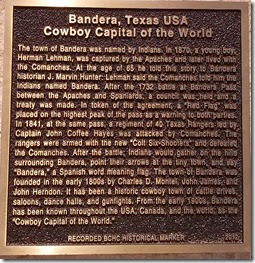 Bandera, Texas USA
Cowboy Capital of the World
The town of Bandera was named by Indians. In 1870, a young boy,
Herman Lehman, was captured by the Apaches and later lived with
the Comanches. At the age of 65 he told this story to Bandera
historian J. Marvin Hunter: Lehman said the Comanches told him the
Indians named Bandera. After the 1732 battle at Bandera Pass
between the Apaches and Spaniards, a council was held and a
treaty was made. In token of the agreement, a "Red Flag" was
placed on the highest peak of the pass as a warning to both parties.
In 1841, at the same pass, a regiment of 40 Texas Rangers led by
Captain John Coffee Hayes was attacked by Comanches. The
rangers were armed with the new "Colt Six-Shooters" and defeated
the Comanches. After the battle, Indians would gather on the hills
surrounding Bandera, point their arrows at the tiny town, and say
"Bandera," a Spanish word meaning flag. The town of Bandera was
founded in the early 1800s by Charles D. Montel, John James, and
John Herndon. It has been a historic cowboy town of cattle drives,
saloons, dance halls, and gunfights. From the early 1900s, Bandera
has been known throughout the USA, Canada, and the world, as the
"Cowboy Capital of the World."
RECORDED BCHC HISTORICAL MARKER 2012